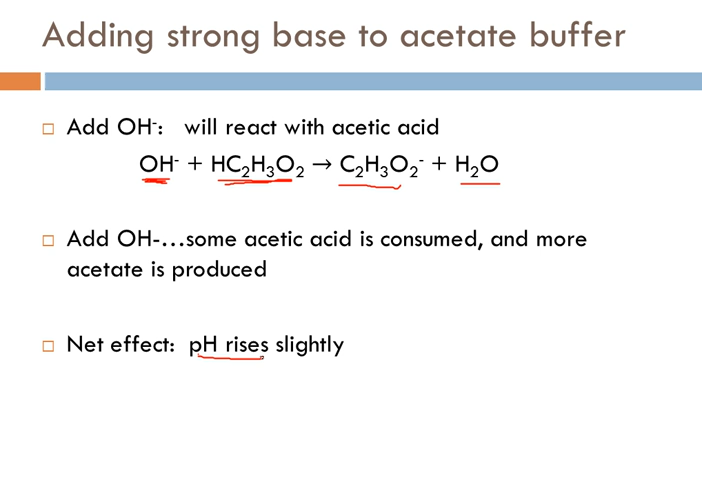 Adding strong base to acetate buffer
Add OH⁻: will react with acetic acid
OH⁻ + HC₂H₃O₂ → C₂H₃O₂⁻ + H₂O
Add OH-…some acetic acid is consumed, and more
acetate is produced
Net effect: pH rises slightly